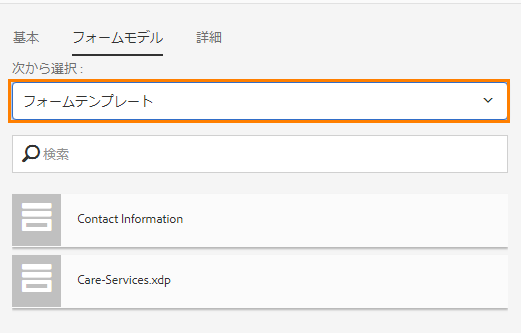 基本 フォームモデル 詳細
次から選択 :
フォームテンプレート
検索
Contact Information
Care-Services.xdp